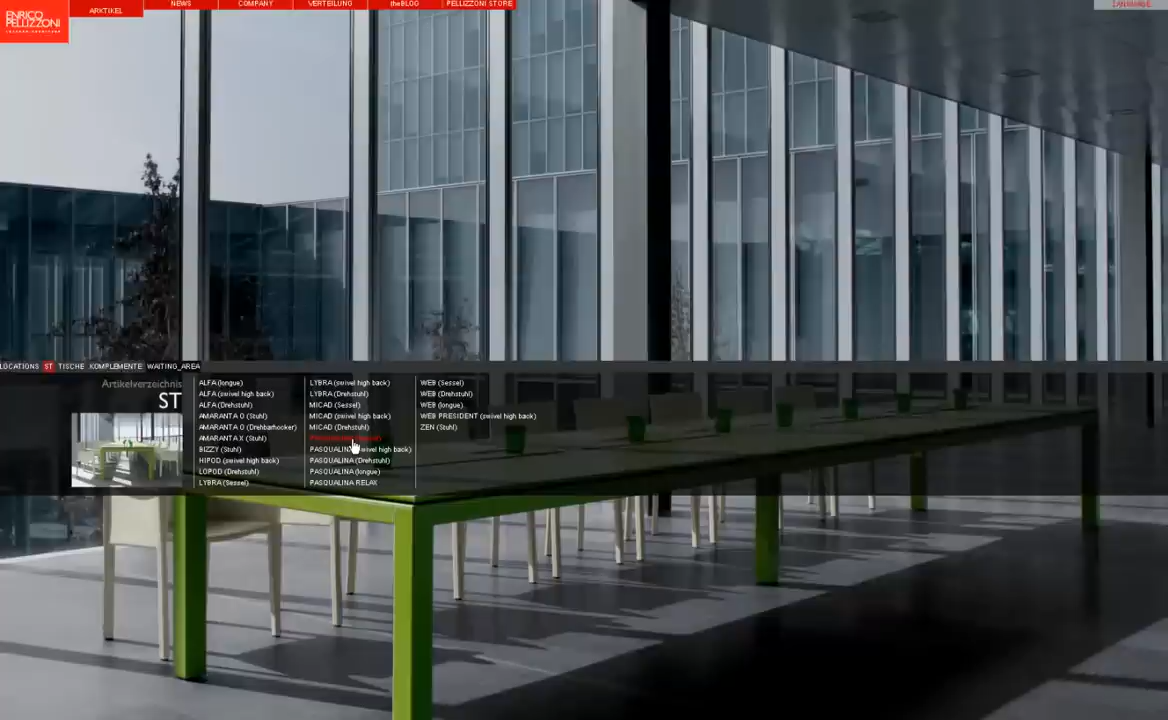 ENRICO
PELLIZZONI
ARKTIKEL
NEWS
COMPANY
VERTEILUNG
theBLOG
PELLIZZONI STORE
LANGUAGE
LOCATIONS ST TISCHE KOMPLEMENTE WAITING_AREA
Artikelverzeichnis
ST
ALFA (longue)
ALFA (swivel high back)
ALFA (Drehstuhl)
AMARANTA O (Stuhl)
AMARANTA O (Drehbarhocker)
AMARANTA X (Stuhl)
BIZZY (Stuhl)
HIPOD (swivel high back)
LOPOD (Drehstuhl)
LYBRA (Sessel)
LYBRA (swivel high back)
LYBRA (Drehstuhl)
MICAD (Sessel)
MICAD (swivel high back)
MICAD (Drehstuhl)
swivel high back)
PASQUALINA (Drehstuhl)
PASQUALINA (longue)
PASQUALINA RELAX
WEB (Sessel)
WEB (Drehstuhl)
WEB (longue)
WEB PRESIDENT (swivel high back)
ZEN (Stuhl)